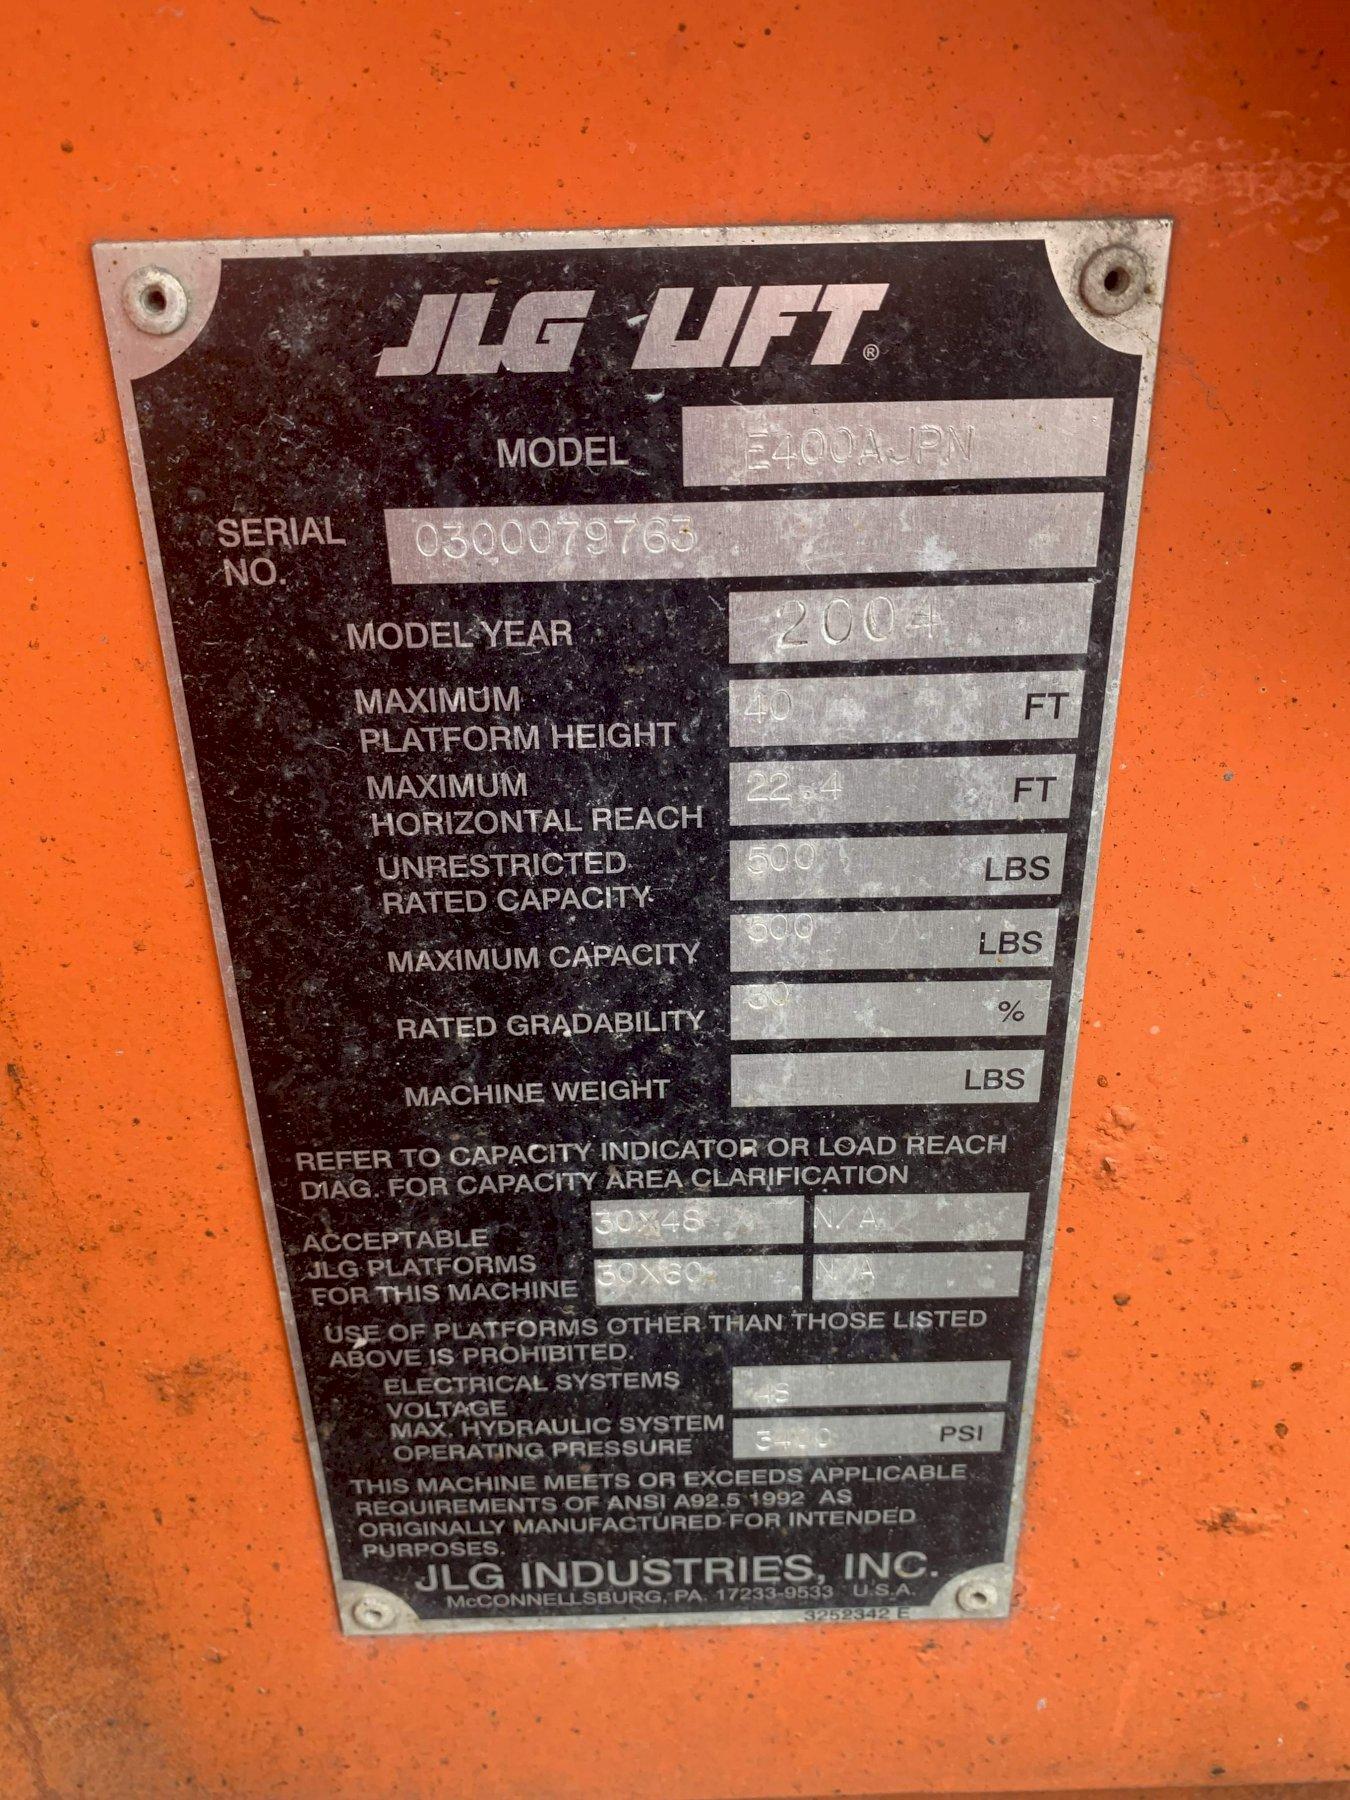 JLG LIFT®
MODEL E400AJPN
SERIAL NO. 0300079763
MODEL YEAR 2004
MAXIMUM PLATFORM HEIGHT 40 FT
MAXIMUM HORIZONTAL REACH 22.4 FT
UNRESTRICTED RATED CAPACITY 500 LBS
MAXIMUM CAPACITY 500 LBS
RATED GRADABILITY 30 %
MACHINE WEIGHT LBS
REFER TO CAPACITY INDICATOR OR LOAD REACH
DIAG. FOR CAPACITY AREA CLARIFICATION
ACCEPTABLE JLG PLATFORMS FOR THIS MACHINE
30X48 N/A
30X60 N/A
USE OF PLATFORMS OTHER THAN THOSE LISTED
ABOVE IS PROHIBITED.
ELECTRICAL SYSTEMS VOLTAGE 48
MAX. HYDRAULIC SYSTEM OPERATING PRESSURE PSI
THIS MACHINE MEETS OR EXCEEDS APPLICABLE
REQUIREMENTS OF ANSI A92.5 1992 AS
ORIGINALLY MANUFACTURED FOR INTENDED
PURPOSES.
JLG INDUSTRIES, INC.
McCONNELLSBURG, PA. 17233-9533 U.S.A.
3252342 E